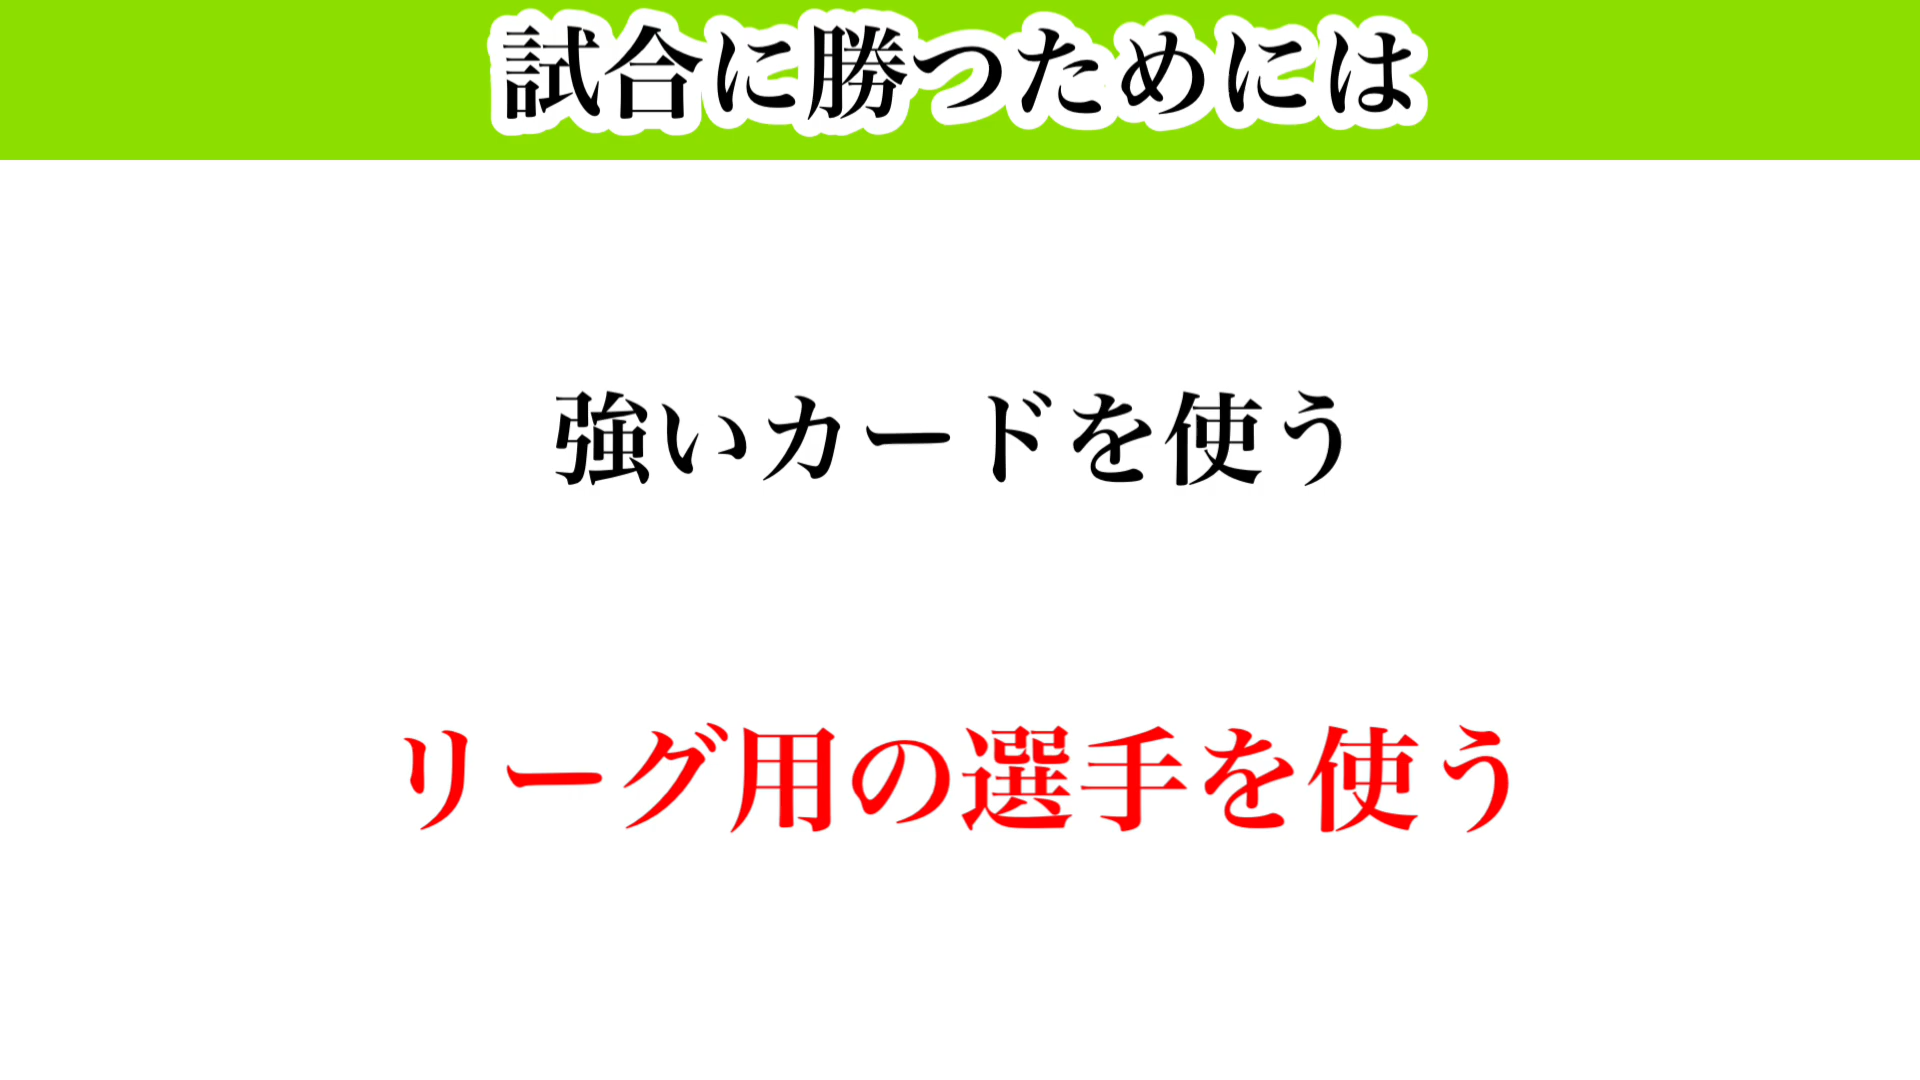 試合に勝つためには
強いカードを使う
リーグ用の選手を使う